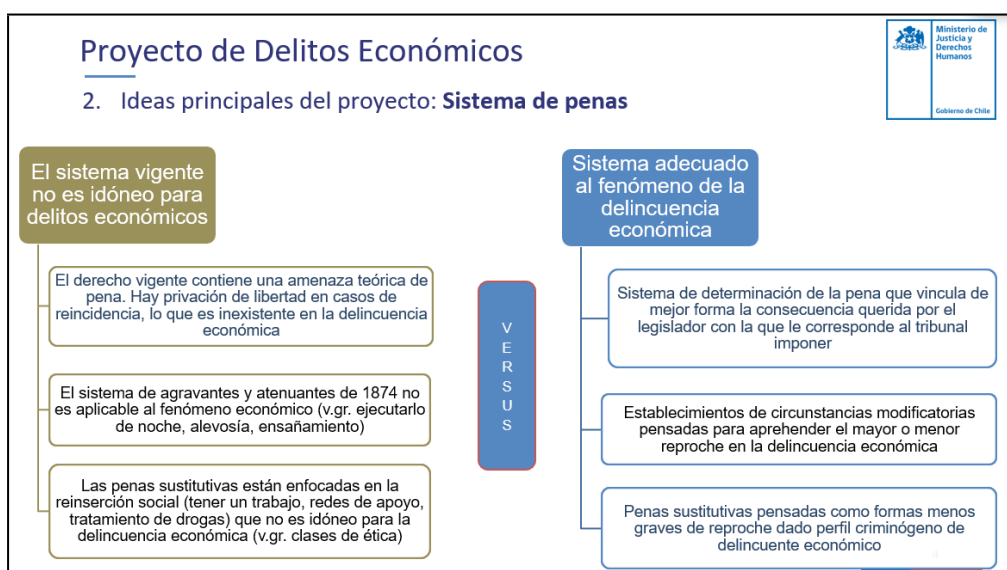 Proyecto de Delitos Económicos
2. Ideas principales del proyecto: Sistema de penas
Ministerio de
Justicia y
Derechos
Humanos
Gobierno de Chile
El sistema vigente
no es idóneo para
delitos económicos
El derecho vigente contiene una amenaza teórica de
pena. Hay privación de libertad en casos de
reincidencia, lo que es inexistente en la delincuencia
económica
El sistema de agravantes y atenuantes de 1874 no
es aplicable al fenómeno económico (v.gr. ejecutarlo
de noche, alevosía, ensañamiento)
Las penas sustitutivas están enfocadas en la
reinserción social (tener un trabajo, redes de apoyo,
tratamiento de drogas) que no es idóneo para la
delincuencia económica (v.gr. clases de ética)
V
E
R
S
U
S
Sistema adecuado
al fenómeno de la
delincuencia
económica
Sistema de determinación de la pena que vincula de
mejor forma la consecuencia querida por el
legislador con la que le corresponde al tribunal
imponer
Establecimientos de circunstancias modificatorias
pensadas para aprehender el mayor o menor
reproche en la delincuencia económica
Penas sustitutivas pensadas como formas menos
graves de reproche dado perfil criminógeno de
delincuente económico